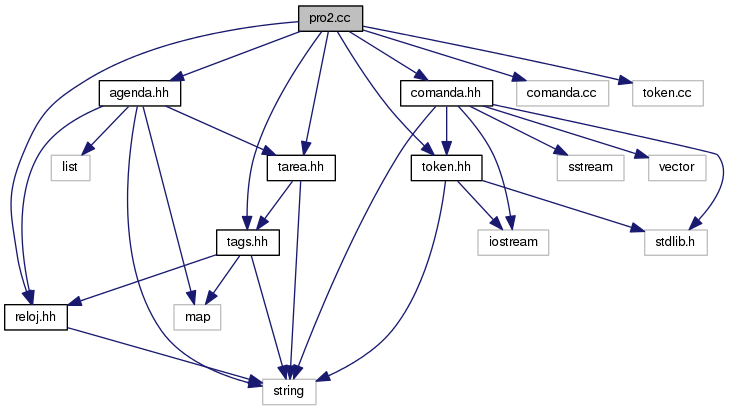 pro2.cc
agenda.hh
comanda.hh
comanda.cc
token.cc
list
tarea.hh
token.hh
sstream
vector
tags.hh
iostream
stdlib.h
reloj.hh
map
string